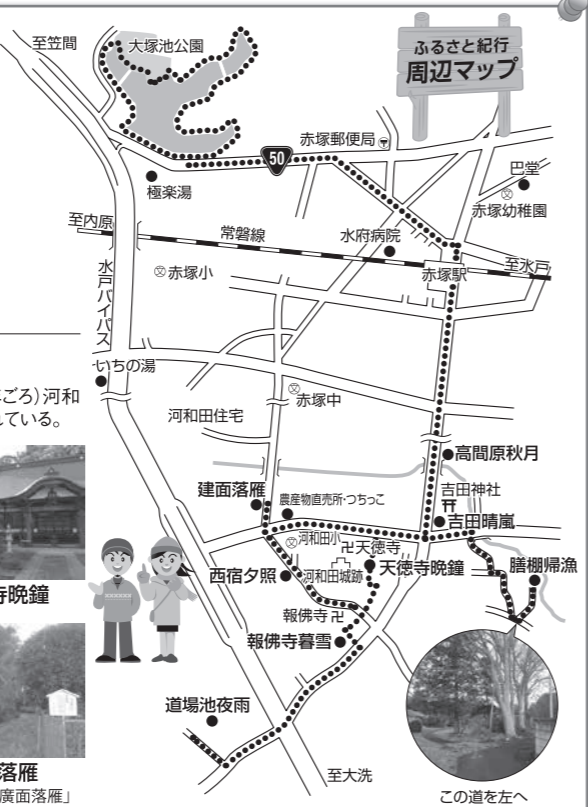 ふるさと紀行
周辺マップ
至笠間
大塚池公園
赤塚郵便局
50
極楽湯
巴堂
赤塚幼稚園
至内原
常磐線
水府病院
赤塚駅
至水戸
水戸バイパス
赤塚小
いちの湯
ごろ)河和
ている。
赤塚中
河和田住宅
高間原秋月
建面落雁
農産物直売所・つちっこ
吉田神社
吉田晴嵐
河和田小
卍天徳寺
天徳寺晩鐘
膳棚帰漁
西宿夕照
河和田城跡
寺晩鐘
報佛寺卍
報佛寺暮雪
道場池夜雨
落雁
廣面落雁」
至大洗
この道を左へ